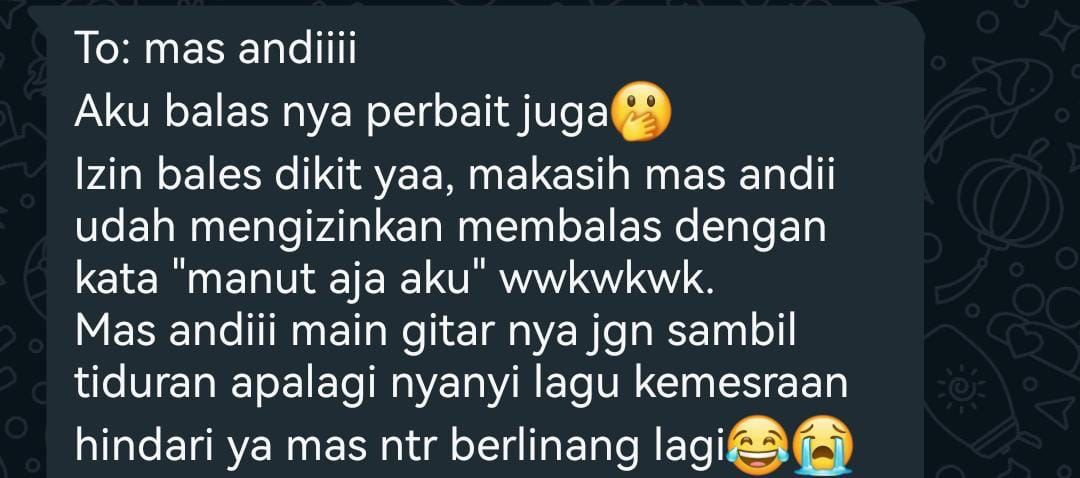 To: mas andiiii
Aku balas nya perbait juga🫢
Izin bales dikit yaa, makasih mas andii
udah mengizinkan membalas dengan
kata "manut aja aku" wwkwkwk.
Mas andiii main gitar nya jgn sambil
tiduran apalagi nyanyi lagu kemesraan
hindari ya mas ntr berlinang lagi😂😭